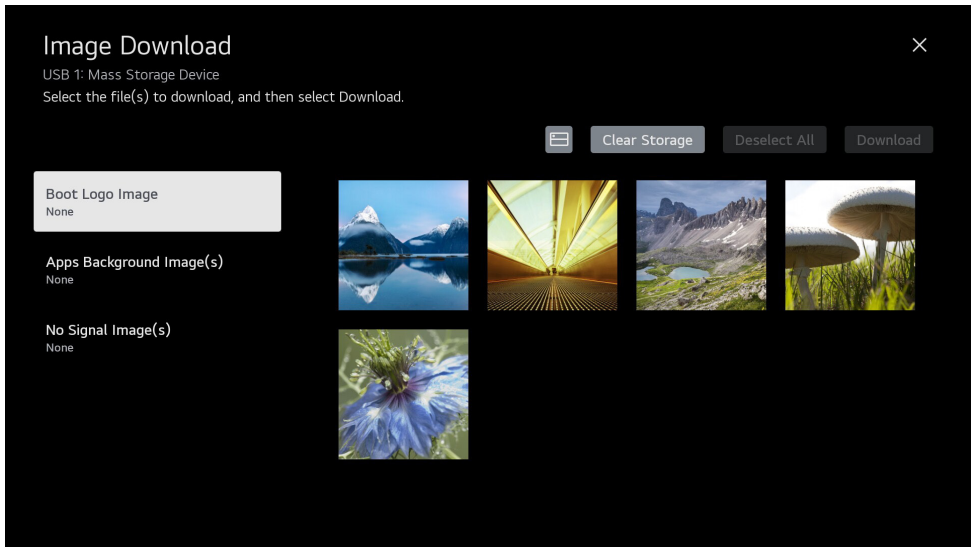 Image Download
USB 1: Mass Storage Device
Select the file(s) to download, and then select Download.
Clear Storage
Deselect All
Download
Boot Logo Image
None
Apps Background Image(s)
None
No Signal Image(s)
None